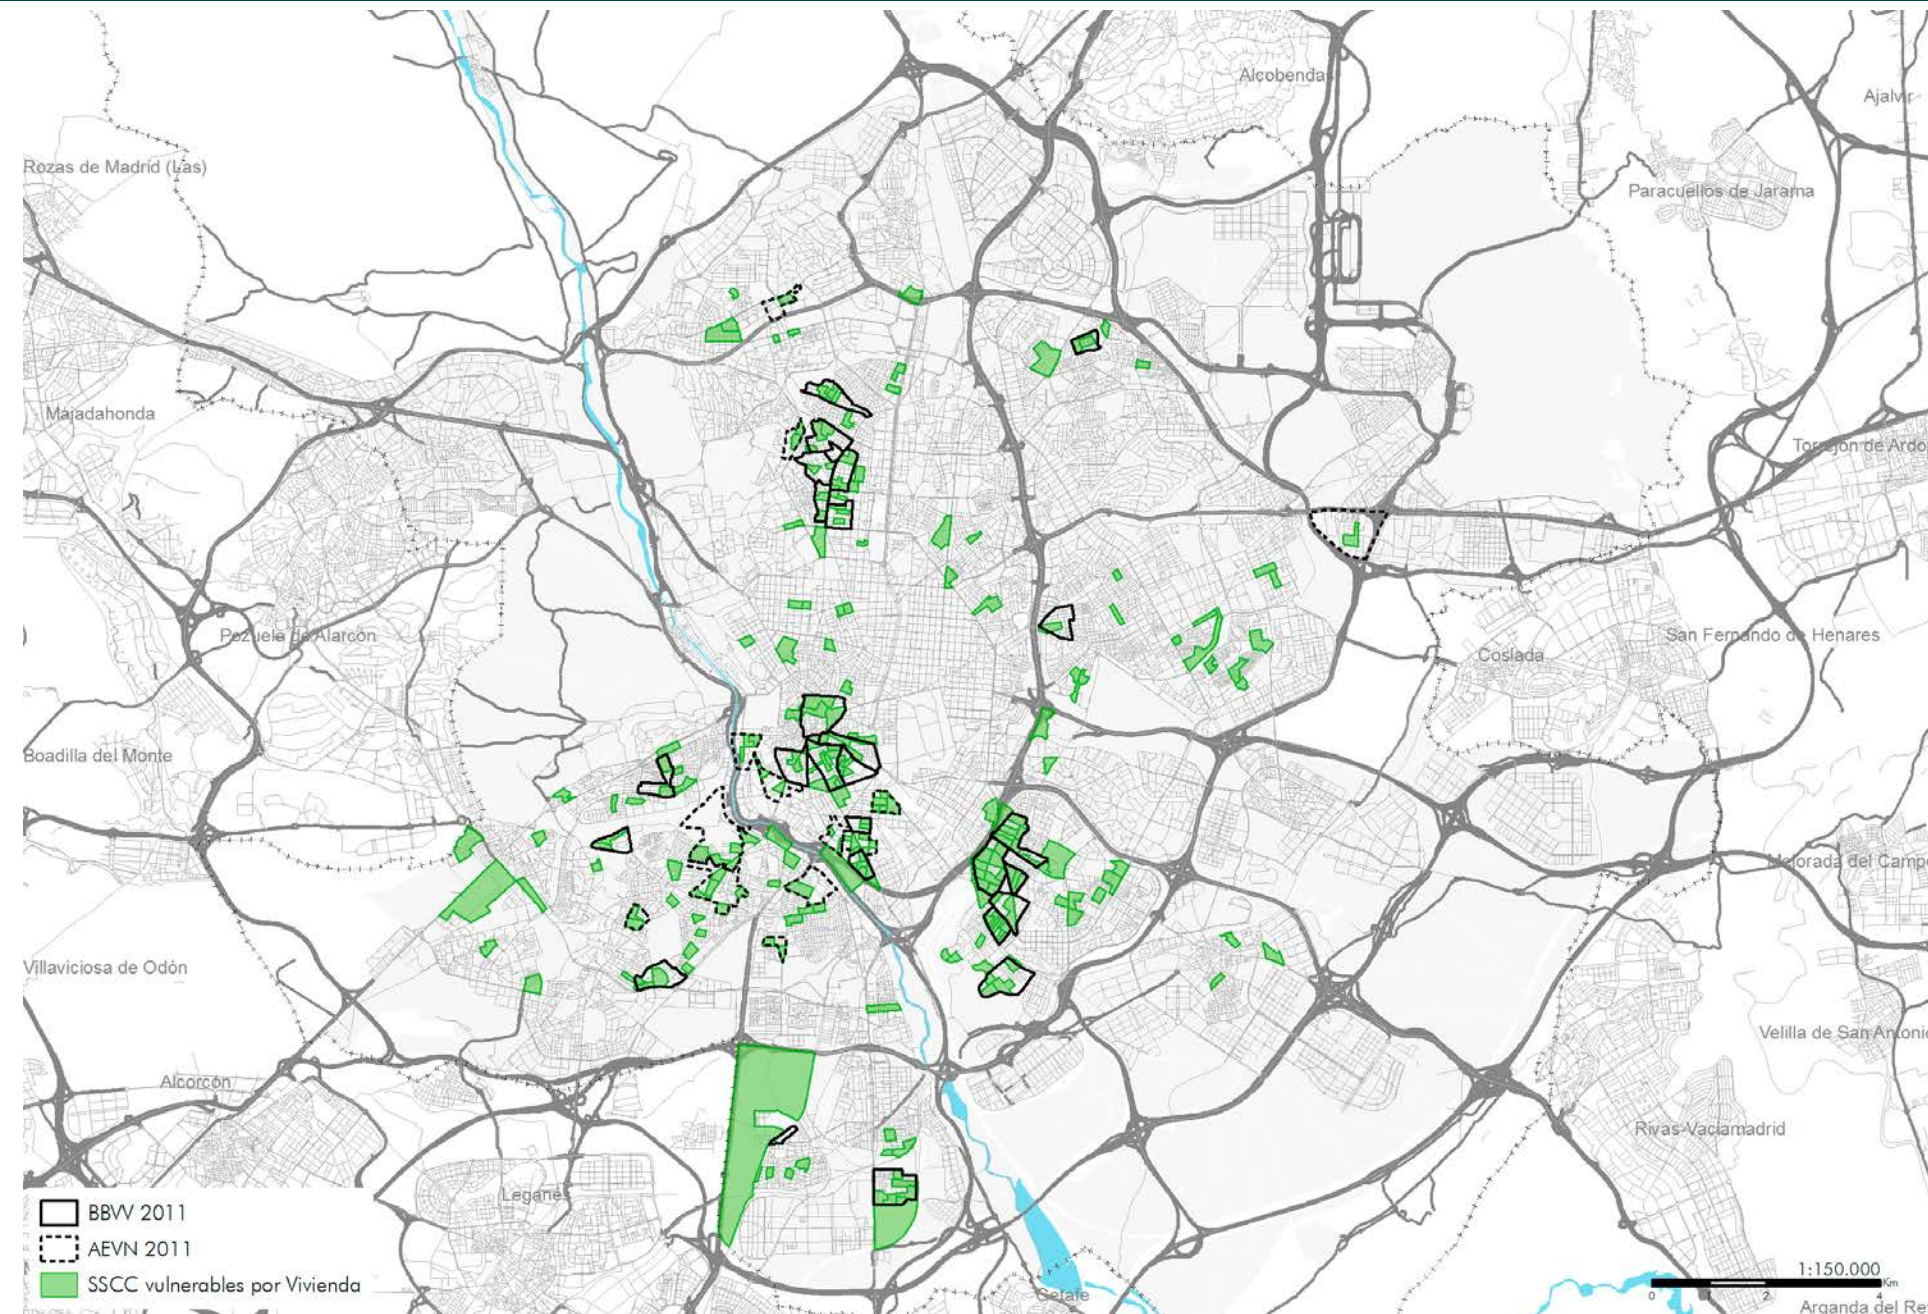 Alcobendas
Ajalvir
Rozas de Madrid (Las)
Paracuellos de Jarama
Majadahonda
Torrejón de Ardo
Pozuelo de Alarcón
San Fernando de Henares
Coslada
Boadilla del Monte
Mejorada del Campo
Villaviciosa de Odón
Velilla de San Antonio
Alcorcón
Rivas-Vaciamadrid
Leganés
BBVV 2011
AEVN 2011
SSCC vulnerables por Vivienda
1:150.000
Km
0 2 4
Getafe
Arganda del Re